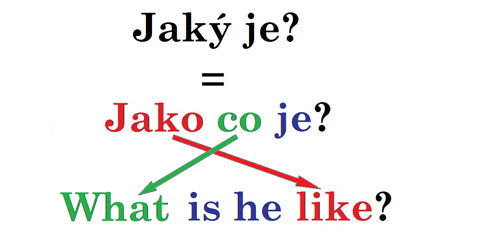 Jaký je?
=
Jako co je?
What is he like?